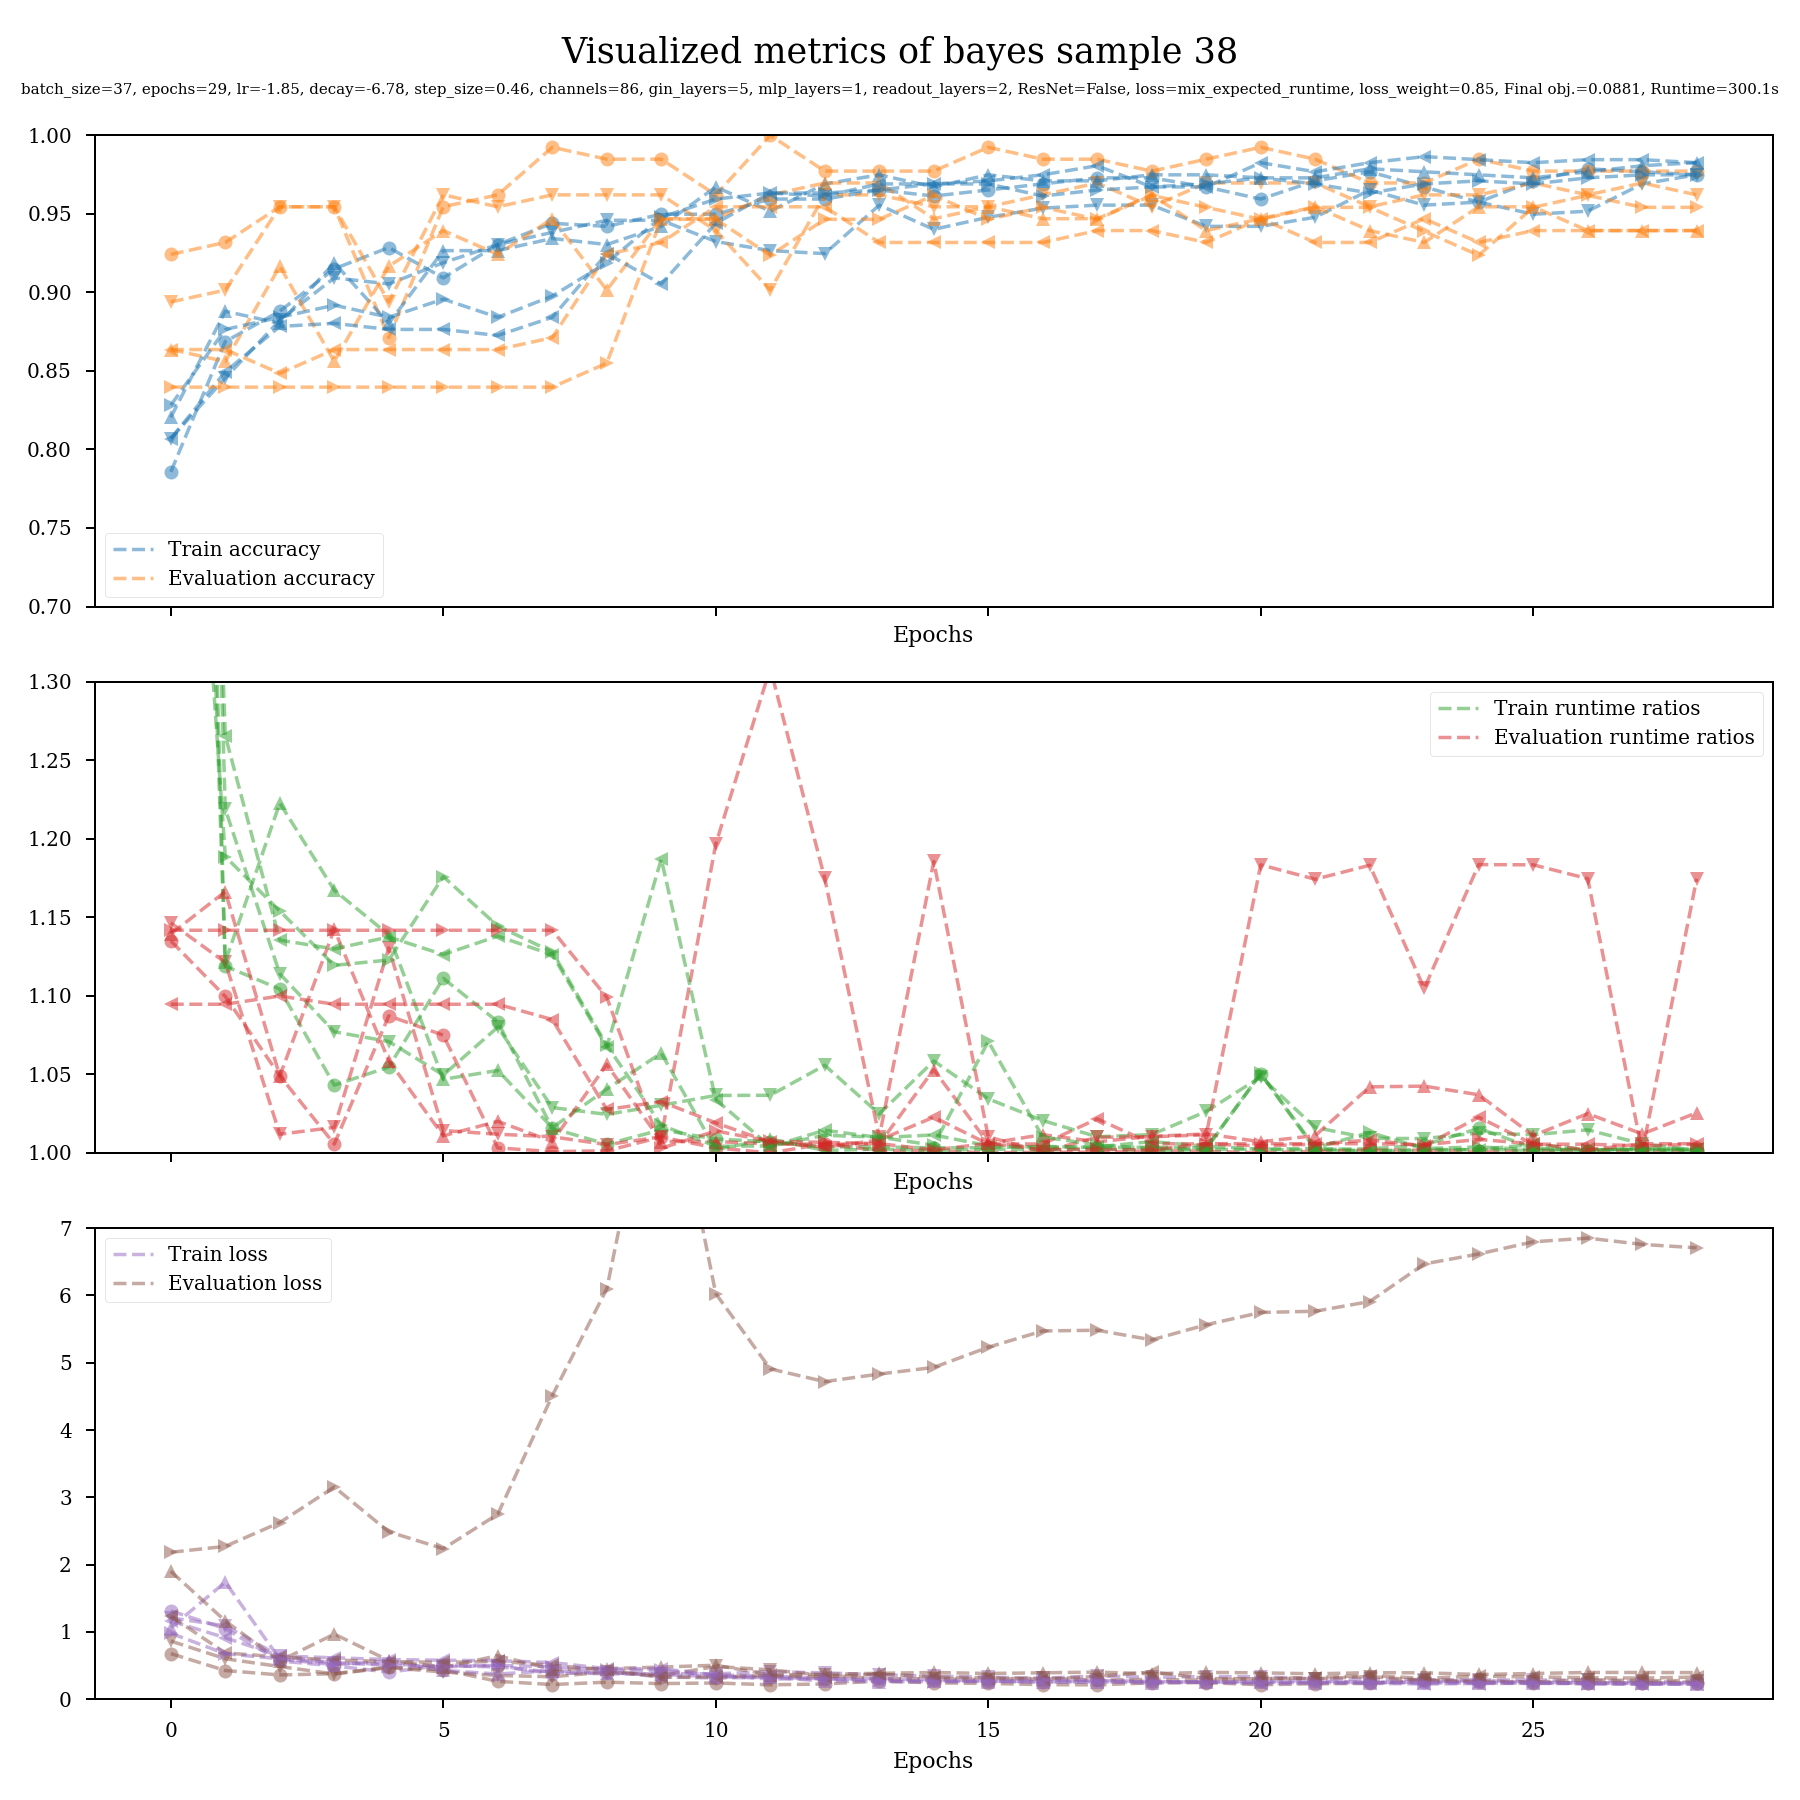 Visualized metrics of bayes sample 38
batch_size=37, epochs=29, lr=-1.85, decay=-6.78, step_size=0.46, channels=86, gin_layers=5, mlp_layers=1, readout_layers=2, ResNet=False, loss=mix_expected_runtime, loss_weight=0.85, Final obj.=0.0881, Runtime=300.1s
1.00
0.95
0.90
0.85
0.80
0.75
0.70
Train accuracy
Evaluation accuracy
Epochs
1.30
1.25
1.20
1.15
1.10
1.05
1.00
Train runtime ratios
Evaluation runtime ratios
Epochs
7
6
5
4
3
2
1
0
Train loss
Evaluation loss
0 5 10 15 20 25
Epochs